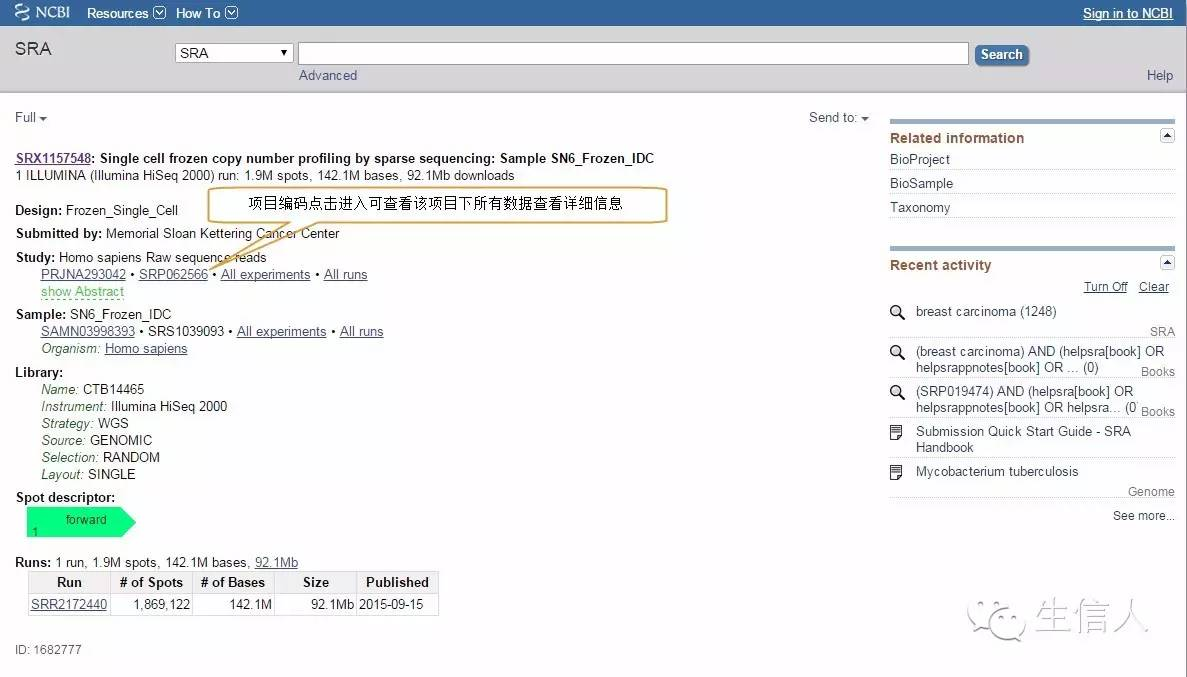 NCBI Resources How To Sign in to NCBI
SRA SRA Search
Advanced Help
Full Send to:
SRX1157548: Single cell frozen copy number profiling by sparse sequencing: Sample SN6_Frozen_IDC
1 ILLUMINA (Illumina HiSeq 2000) run: 1.9M spots, 142.1M bases, 92.1Mb downloads
项目编码点击进入可查看该项目下所有数据查看详细信息
Design: Frozen_Single_Cell
Submitted by: Memorial Sloan Kettering Cancer Center
Study: Homo sapiens Raw sequence reads
PRJNA293042 • SRP062566 • All experiments • All runs
show Abstract
Sample: SN6_Frozen_IDC
SAMN03998393 • SRS1039093 • All experiments • All runs
Organism: Homo sapiens
Library:
Name: CTB14465
Instrument: Illumina HiSeq 2000
Strategy: WGS
Source: GENOMIC
Selection: RANDOM
Layout: SINGLE
Spot descriptor:
forward
1
Runs: 1 run, 1.9M spots, 142.1M bases, 92.1Mb
Run # of Spots # of Bases Size Published
SRR2172440 1,869,122 142.1M 92.1Mb 2015-09-15
ID: 1682777
Related information
BioProject
BioSample
Taxonomy
Recent activity
Turn Off Clear
breast carcinoma (1248)
SRA
(breast carcinoma) AND (helpsra[book] OR
helpsrappnotes[book] OR ... (0)
Books
(SRP019474) AND (helpsra[book] OR
helpsrappnotes[book] OR helpsra... (0
Books
Submission Quick Start Guide - SRA
Handbook
Mycobacterium tuberculosis
Genome
See more...
生信人